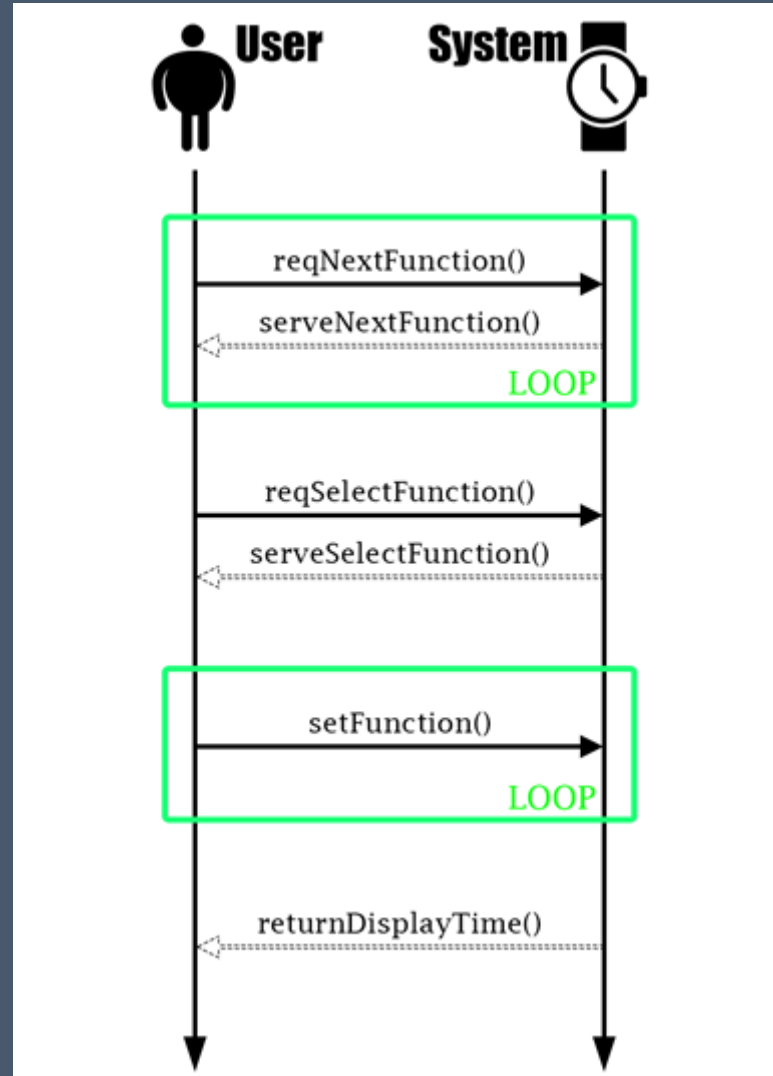 User
System
reqNextFunction()
serveNextFunction()
LOOP
reqSelectFunction()
serveSelectFunction()
setFunction()
LOOP
returnDisplayTime()